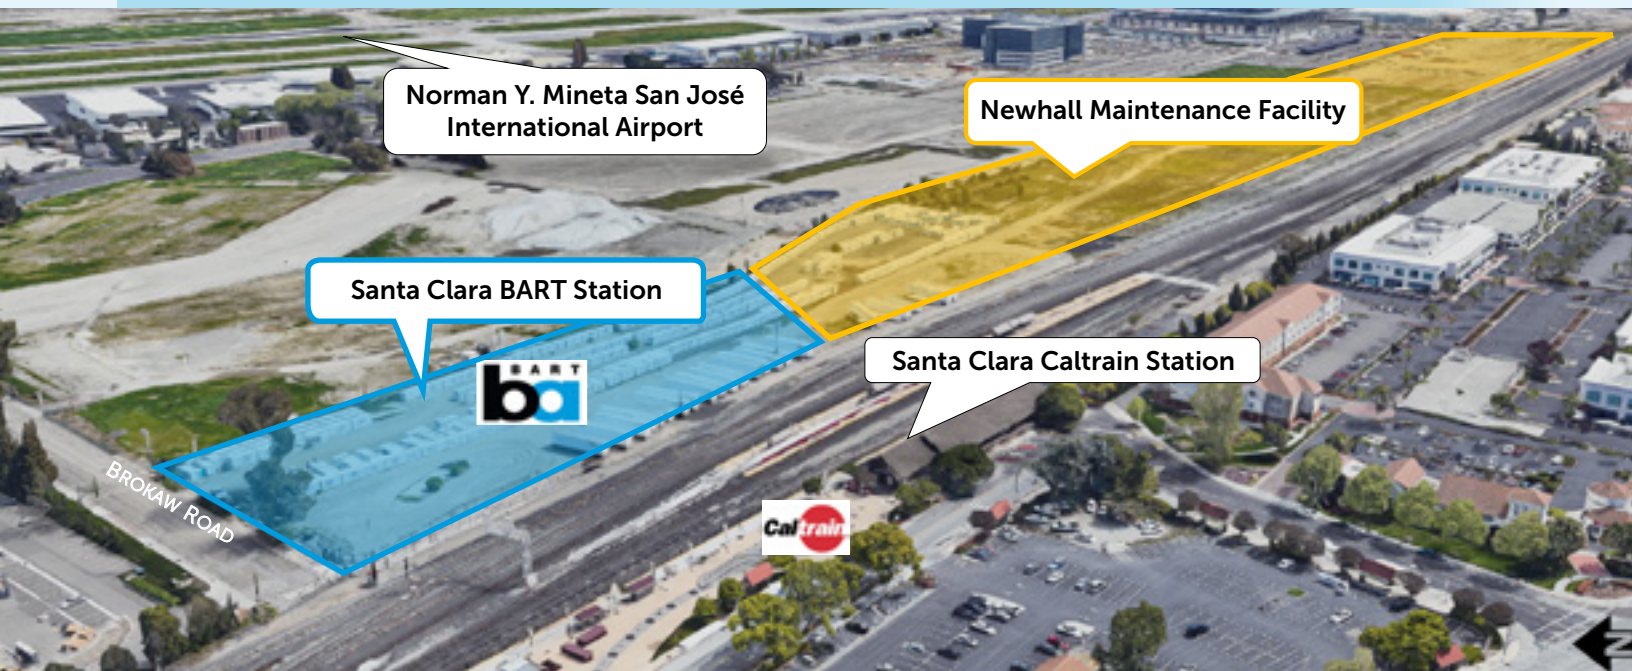 Norman Y. Mineta San José
International Airport
Newhall Maintenance Facility
Santa Clara BART Station
BART
ba
Santa Clara Caltrain Station
BROKAW ROAD
Caltrain
N